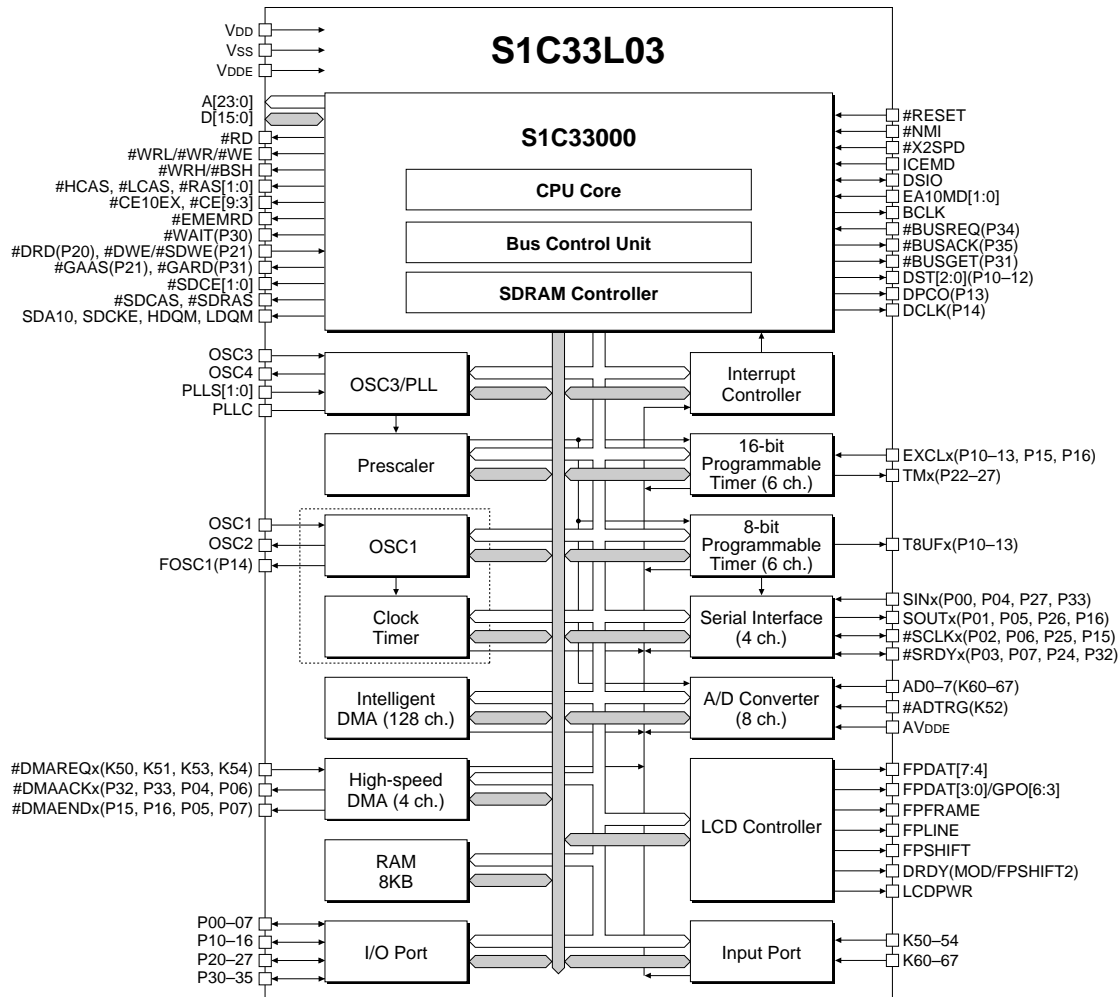 S1C33L03
VDD
VSS
VDDE
A[23:0]
D[15:0]
#RD
#WRL/#WR/#WE
#WRH/#BSH
#HCAS, #LCAS, #RAS[1:0]
#CE10EX, #CE[9:3]
#EMEMRD
#WAIT(P30)
#DRD(P20), #DWE/#SDWE(P21)
#GAAS(P21), #GARD(P31)
#SDCE[1:0]
#SDCAS, #SDRAS
SDA10, SDCKE, HDQM, LDQM
S1C33000
CPU Core
Bus Control Unit
SDRAM Controller
#RESET
#NMI
#X2SPD
ICEMD
DSIO
EA10MD[1:0]
BCLK
#BUSREQ(P34)
#BUSACK(P35)
#BUSGET(P31)
DST[2:0](P10–12)
DPCO(P13)
DCLK(P14)
OSC3
OSC4
PLLS[1:0]
PLLC
OSC3/PLL
Interrupt
Controller
Prescaler
16-bit
Programmable
Timer (6 ch.)
EXCLx(P10–13, P15, P16)
TMx(P22–27)
OSC1
OSC2
FOSC1(P14)
OSC1
8-bit
Programmable
Timer (6 ch.)
T8UFx(P10–13)
Clock
Timer
Serial Interface
(4 ch.)
SINx(P00, P04, P27, P33)
SOUTx(P01, P05, P26, P16)
#SCLKx(P02, P06, P25, P15)
#SRDYx(P03, P07, P24, P32)
Intelligent
DMA (128 ch.)
A/D Converter
(8 ch.)
AD0–7(K60–67)
#ADTRG(K52)
AVDDE
#DMAREQx(K50, K51, K53, K54)
#DMAACKx(P32, P33, P04, P06)
#DMAENDx(P15, P16, P05, P07)
High-speed
DMA (4 ch.)
LCD Controller
FPDAT[7:4]
FPDAT[3:0]/GPO[6:3]
FPFRAME
FPLINE
FPSHIFT
DRDY(MOD/FPSHIFT2)
LCDPWR
RAM
8KB
P00–07
P10–16
P20–27
P30–35
I/O Port
Input Port
K50–54
K60–67